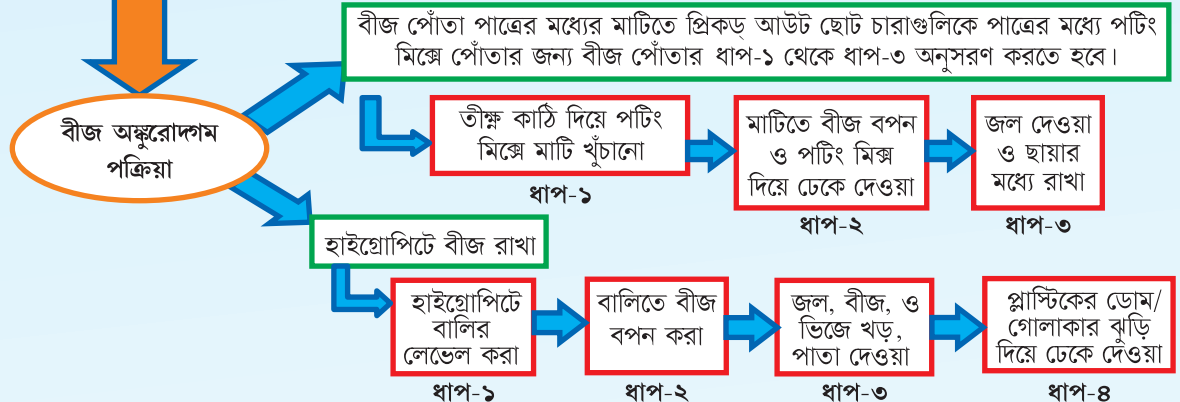 বীজ পোঁতা পাত্রের মধ্যের মাটিতে প্রিকড্ আউট ছোট চারাগুলিকে পাত্রের মধ্যে পটিং
মিক্সে পোঁতার জন্য বীজ পোঁতার ধাপ-১ থেকে ধাপ-৩ অনুসরণ করতে হবে।
বীজ অঙ্কুরোদ্গম
পক্রিয়া
তীক্ষ্ণ কাঠি দিয়ে পটিং
মিক্সে মাটি খুঁচানো
ধাপ-১
মাটিতে বীজ বপন
ও পটিং মিক্স
দিয়ে ঢেকে দেওয়া
ধাপ-২
জল দেওয়া
ও ছায়ার
মধ্যে রাখা
ধাপ-৩
হাইগ্রোপিটে বীজ রাখা
হাইগ্রোপিটে
বালির
লেভেল করা
ধাপ-১
বালিতে বীজ
বপন করা
ধাপ-২
জল, বীজ, ও
ভিজে খড়,
পাতা দেওয়া
ধাপ-৩
প্লাস্টিকের ডোম/
গোলাকার ঝুড়ি
দিয়ে ঢেকে দেওয়া
ধাপ-৪